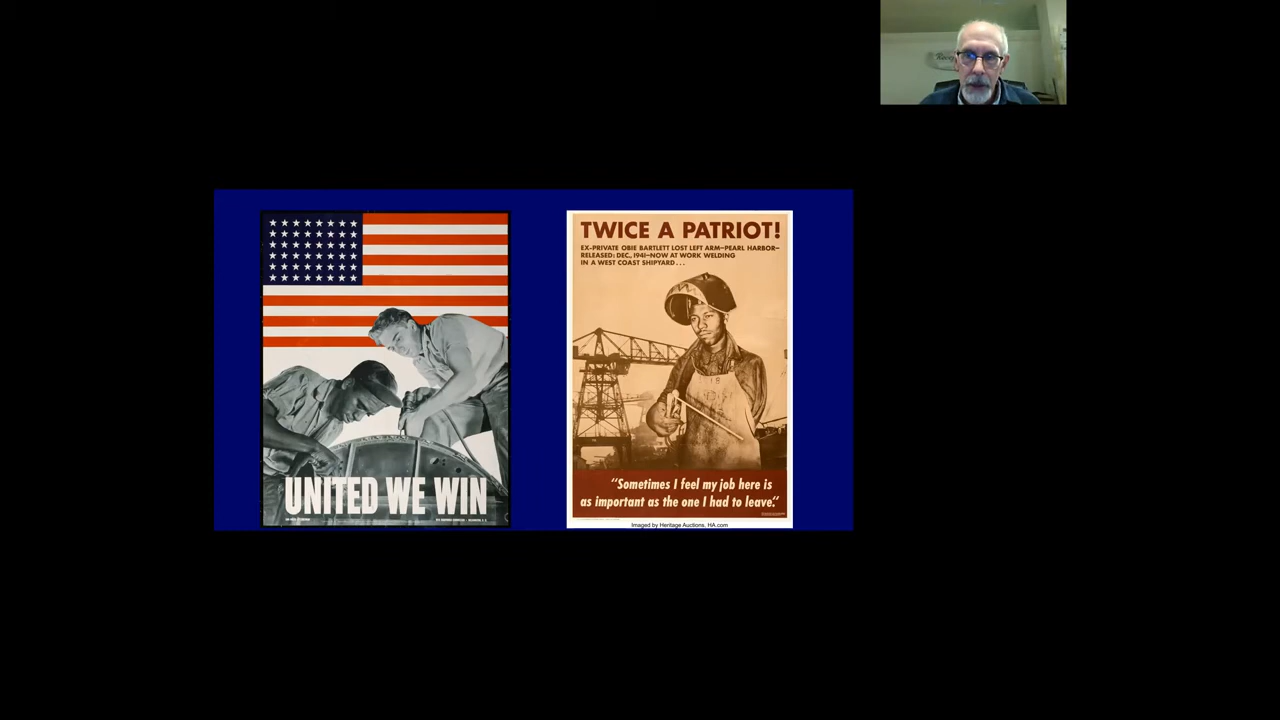 UNITED WE WIN
TWICE A PATRIOT!
EX-PRIVATE OBIE BARTLETT LOST LEFT ARM—PEARL HARBOR—
RELEASED: DEC., 1941—NOW AT WORK WELDING
IN A WEST COAST SHIPYARD...
"Sometimes I feel my job here is
as important as the one I had to leave."
Imaged by Heritage Auctions, HA.com